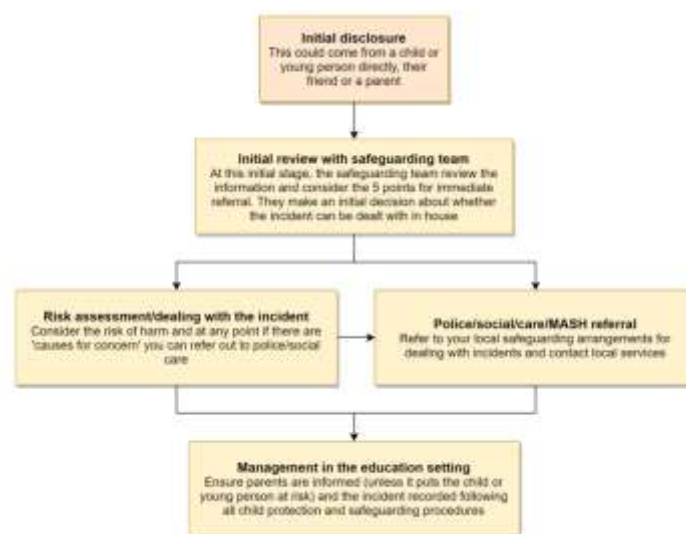 Initial disclosure
This could come from a child or
young person directly, their
friend or a parent
Initial review with safeguarding team
At this initial stage, the safeguarding team review the
information and consider the 5 points for immediate
referral. They make an initial decision about whether
the incident can be dealt with in house
Risk assessment/dealing with the incident
Consider the risk of harm and at any point if there are
'causes for concern' you can refer out to police/social
care
Police/social/care/MASH referral
Refer to your local safeguarding arrangements for
dealing with incidents and contact local services
Management in the education setting
Ensure parents are informed (unless it puts the child or
young person at risk) and the incident recorded following
all child protection and safeguarding procedures